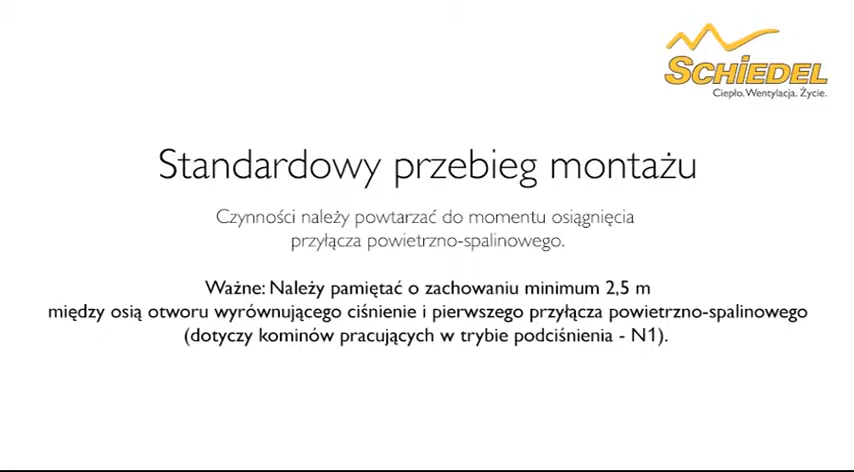 SCHIEDEL
Ciepło. Wentylacja. Życie.
Standardowy przebieg montażu
Czynności należy powtarzać do momentu osiągnięcia
przyłącza powietrzno-spalinowego.
Ważne: Należy pamiętać o zachowaniu minimum 2,5 m
między osią otworu wyrównującego ciśnienie i pierwszego przyłącza powietrzno-spalinowego
(dotyczy kominów pracujących w trybie podciśnienia - N1).